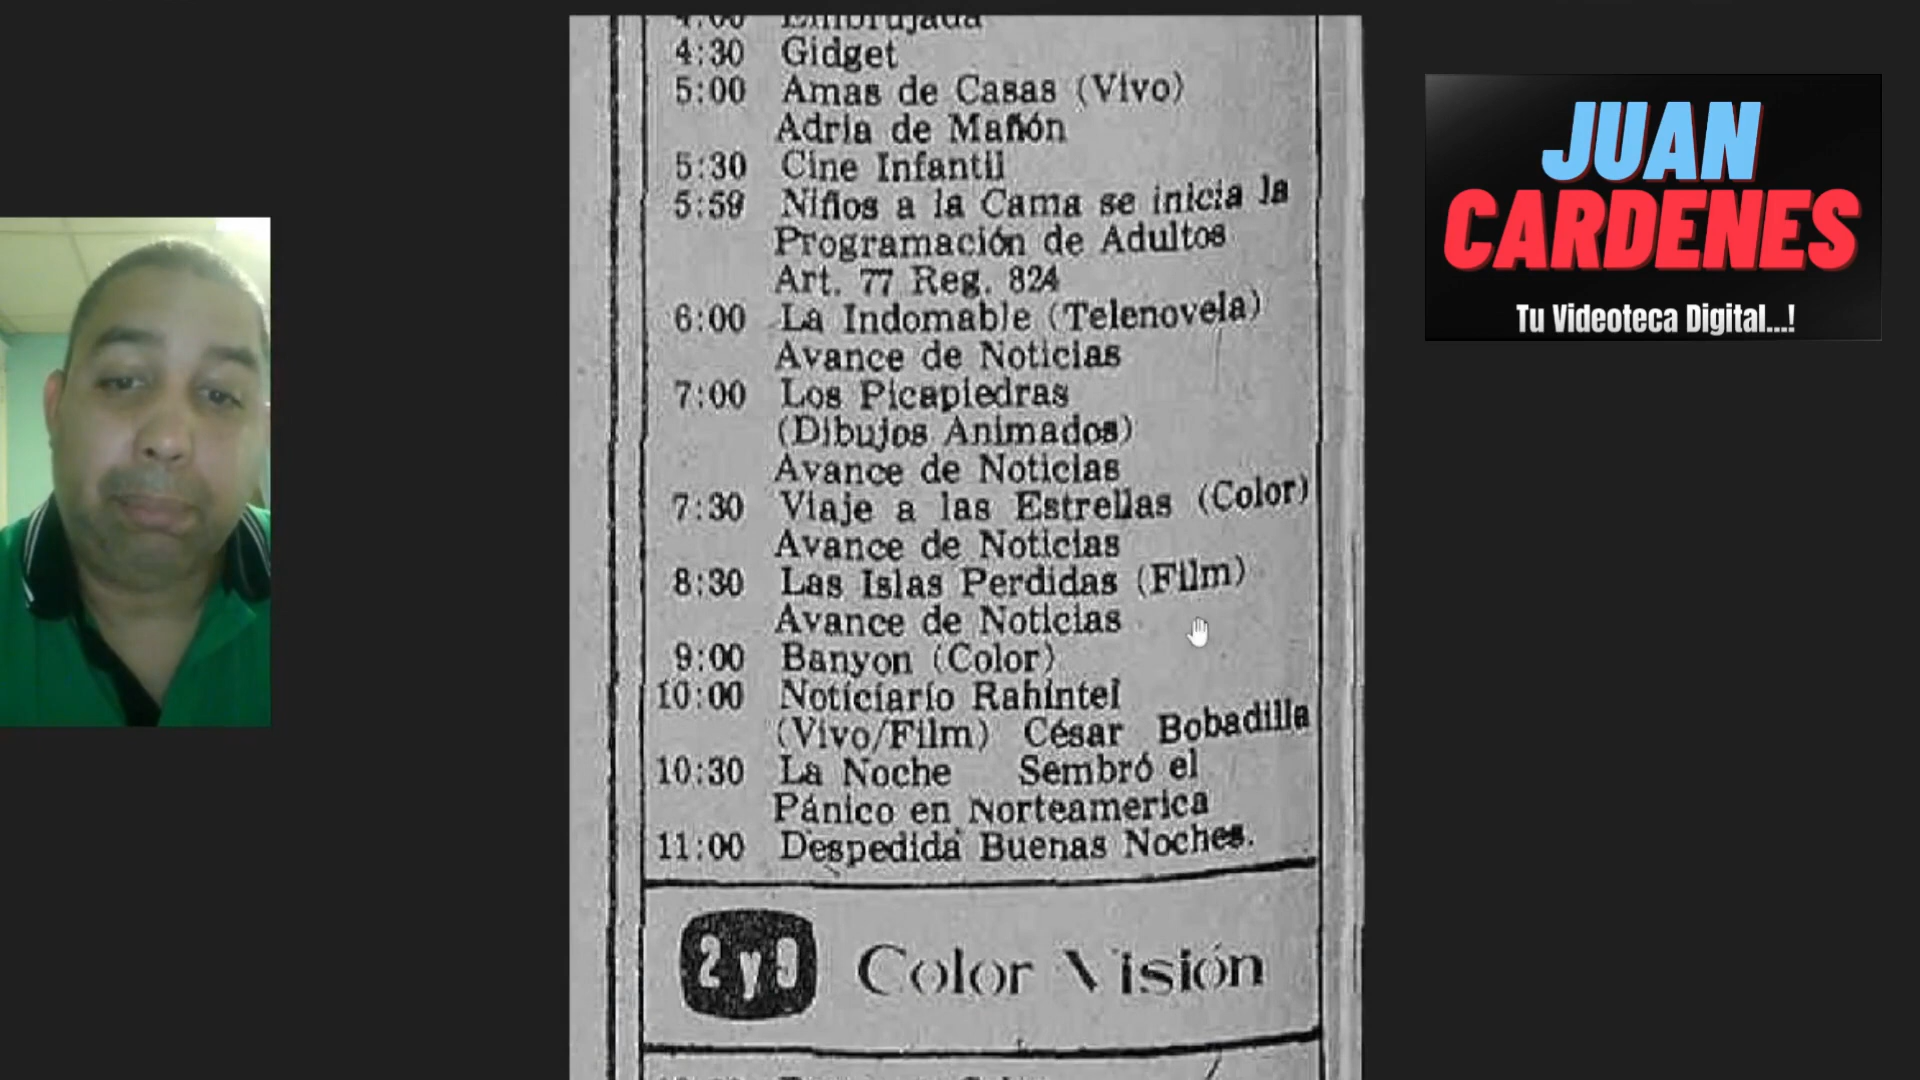 4:00 Embrujada
4:30 Gidget
5:00 Amas de Casas (Vivo)
Adria de Mañón
5:30 Cine Infantil
5:59 Niños a la Cama se inicia la
Programación de Adultos
Art. 77 Reg. 824
6:00 La Indomable (Telenovela)
Avance de Noticias
7:00 Los Picapiedras
(Dibujos Animados)
Avance de Noticias
7:30 Viaje a las Estrellas (Color)
Avance de Noticias
8:30 Las Islas Perdidas (Film)
Avance de Noticias
9:00 Banyon (Color)
10:00 Noticiario Rahintel
(Vivo/Film) César Bobadilla
10:30 La Noche Sembró el
Pánico en Norteamerica
11:00 Despedida Buenas Noches.
2 y 9 Color Visión
JUAN
CARDENES
Tu Videoteca Digital...!